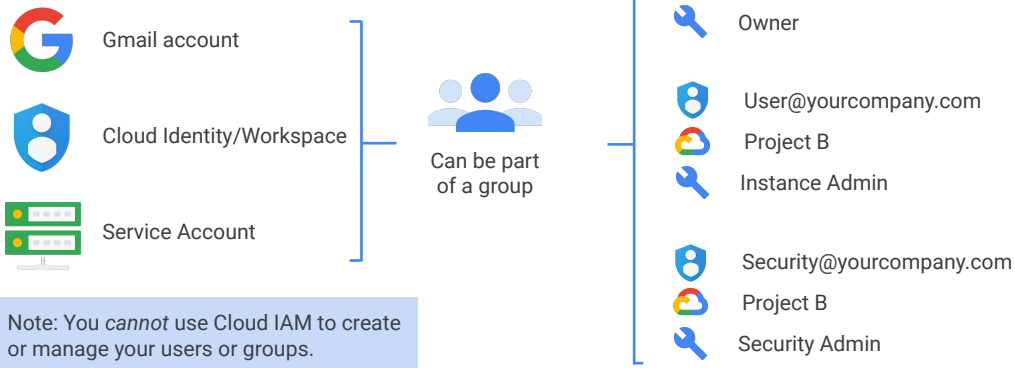 Gmail account
Cloud Identity/Workspace
Service Account
Note: You cannot use Cloud IAM to create
or manage your users or groups.
Can be part
of a group
Owner
User@yourcompany.com
Project B
Instance Admin
Security@yourcompany.com
Project B
Security Admin